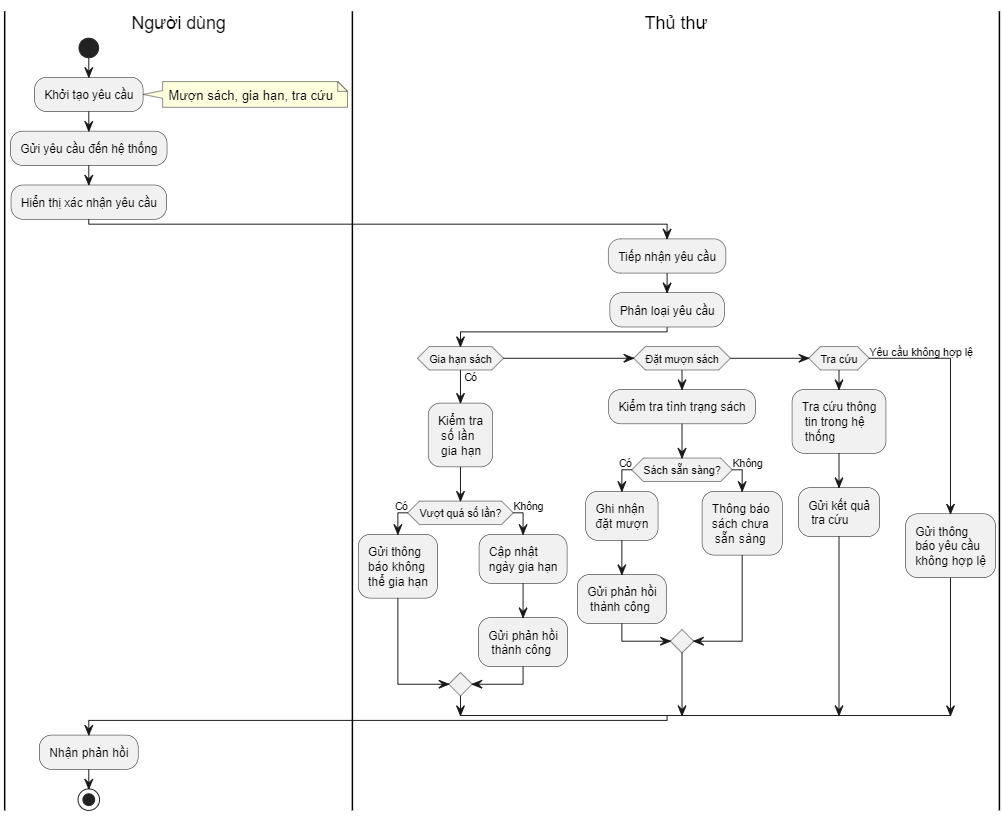 Người dùng
Thủ thư
Khởi tạo yêu cầu
Mượn sách, gia hạn, tra cứu
Gửi yêu cầu đến hệ thống
Hiển thị xác nhận yêu cầu
Tiếp nhận yêu cầu
Phân loại yêu cầu
Gia hạn sách
Đặt mượn sách
Tra cứu
Yêu cầu không hợp lệ
Có
Kiểm tra
số lần
gia hạn
Vượt quá số lần?
Có
Không
Gửi thông
báo không
thể gia hạn
Cập nhật
ngày gia hạn
Gửi phản hồi
thành công
Kiểm tra tình trạng sách
Sách sẵn sàng?
Có
Không
Ghi nhận
đặt mượn
Gửi phản hồi
thành công
Thông báo
sách chưa
sẵn sàng
Tra cứu thông
tin trong hệ
thống
Gửi kết quả
tra cứu
Gửi thông
báo yêu cầu
không hợp lệ
Nhận phản hồi